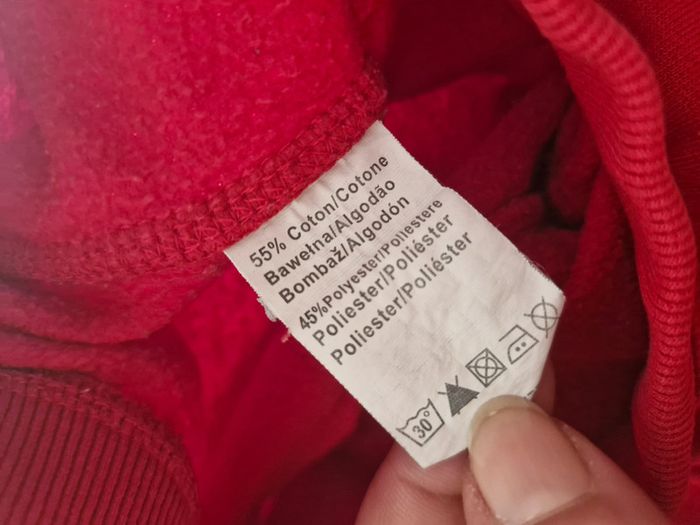 55% Coton/Cotone
Bawełna/Algodão
Bombaž/Algodón
45%Polyester/Poliestere
Poliester/Poliéster
Poliester/Poliéster
30°